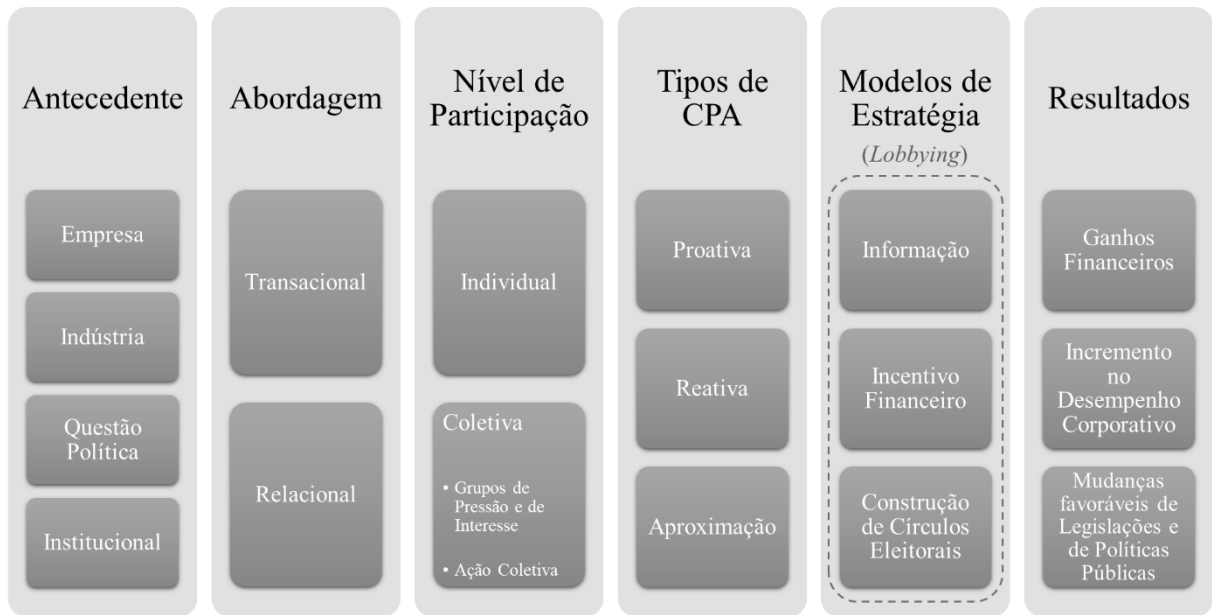 Antecedente
Empresa
Indústria
Questão
Política
Institucional
Abordagem
Transacional
Relacional
Nível de
Participação
Individual
Coletiva
• Grupos de
Pressão e de
Interesse
• Ação Coletiva
Tipos de
CPA
Proativa
Reativa
Aproximação
Modelos de
Estratégia
(Lobbying)
Informação
Incentivo
Financeiro
Construção
de Círculos
Eleitorais
Resultados
Ganhos
Financeiros
Incremento
no
Desempenho
Corporativo
Mudanças
favoráveis de
Legislações e
de Políticas
Públicas